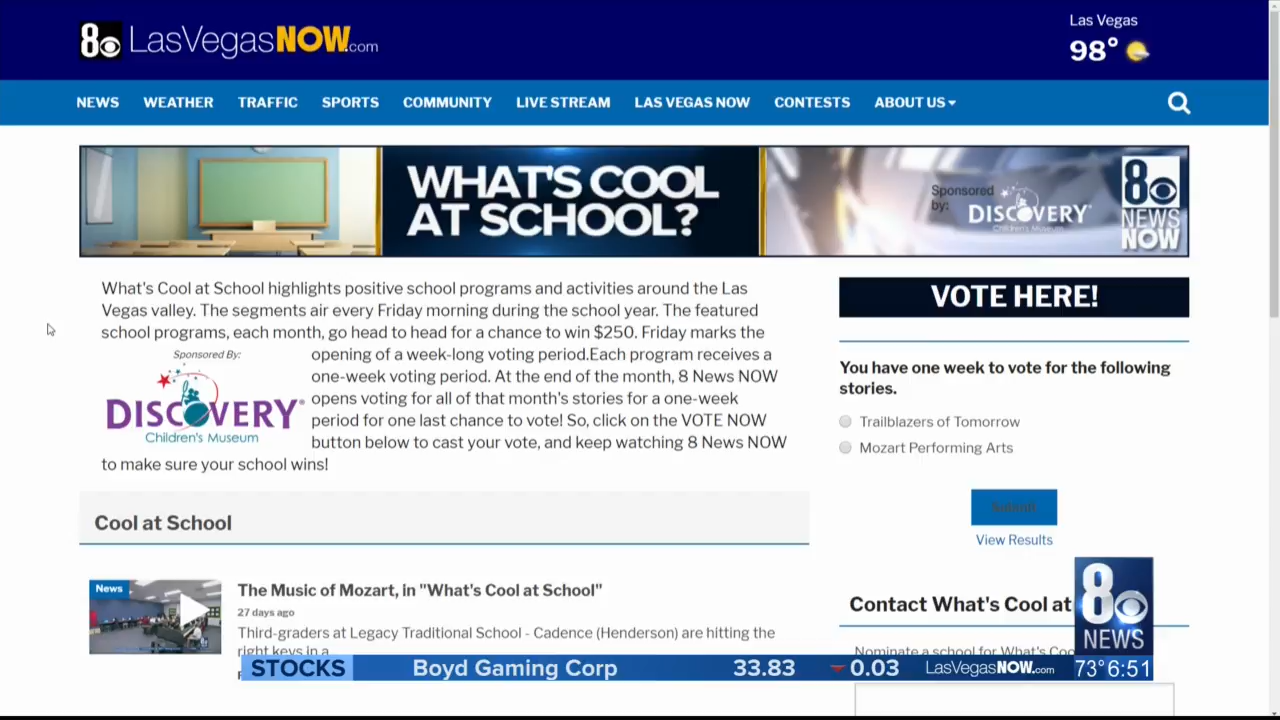 8 LasVegasNOW.com
Las Vegas
98°
NEWS WEATHER TRAFFIC SPORTS COMMUNITY LIVE STREAM LAS VEGAS NOW CONTESTS ABOUT US
WHAT'S COOL
AT SCHOOL?
Sponsored
by:
DISCOVERY
Children's Museum
8
NEWS
NOW
What's Cool at School highlights positive school programs and activities around the Las
Vegas valley. The segments air every Friday morning during the school year. The featured
school programs, each month, go head to head for a chance to win $250. Friday marks the
opening of a week-long voting period.Each program receives a
one-week voting period. At the end of the month, 8 News NOW
opens voting for all of that month's stories for a one-week
period for one last chance to vote! So, click on the VOTE NOW
button below to cast your vote, and keep watching 8 News NOW
to make sure your school wins!
Sponsored By:
DISCOVERY
Children's Museum
VOTE HERE!
You have one week to vote for the following
stories.
Trailblazers of Tomorrow
Mozart Performing Arts
Submit
View Results
Cool at School
News
The Music of Mozart, in "What's Cool at School"
27 days ago
Third-graders at Legacy Traditional School - Cadence (Henderson) are hitting the
right keys in a
Contact What's Cool at
Nominate a school for What's Coo
8
NEWS
STOCKS Boyd Gaming Corp 33.83 0.03 LasVegasNOW.com 73° 6:51